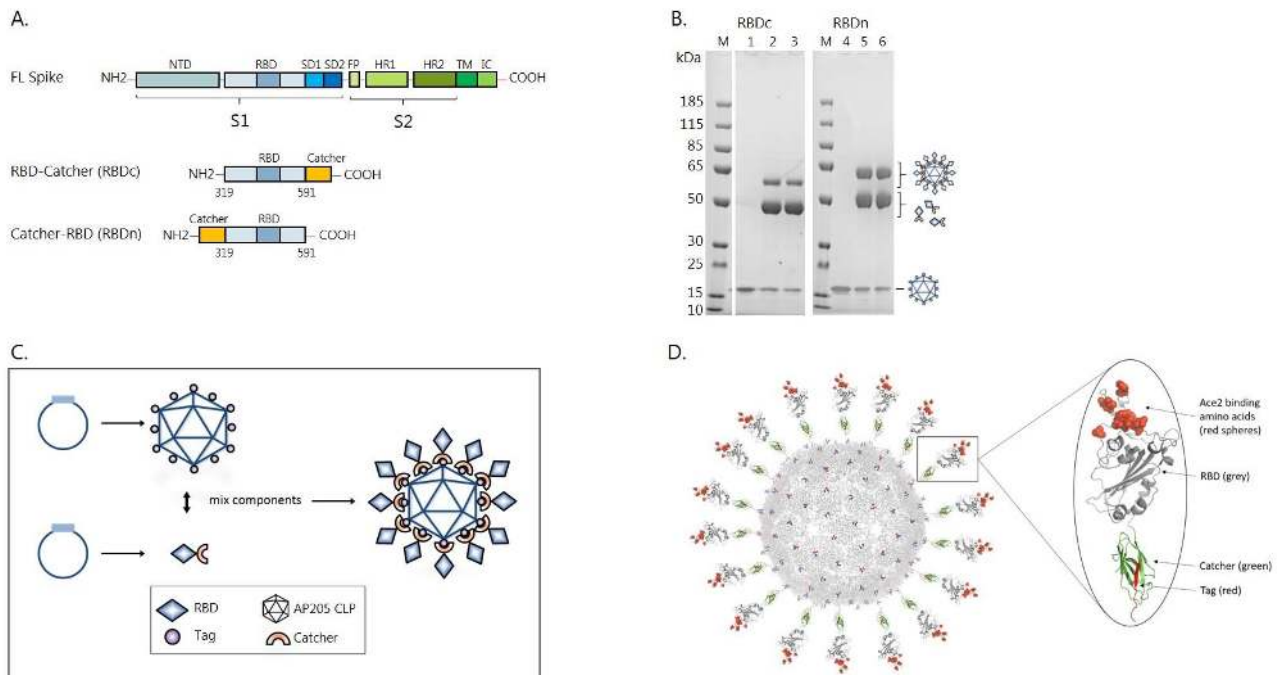 A.
FL Spike
NH2
NTD
RBD
SD1
SD2
FP
HR1
HR2
TM
IC
COOH
S1
S2
RBD-Catcher (RBDc)
NH2
RBD
Catcher
COOH
319
591
Catcher-RBD (RBDn)
Catcher
RBD
NH2
COOH
319
591
B.
RBDc
RBDn
kDa
M 1 2 3
M 4 5 6
185
115
85
65
50
30
25
15
10
C.
mix components
RBD
AP205 CLP
Tag
Catcher
D.
Ace2 binding
amino acids
(red spheres)
RBD (grey)
Catcher (green)
Tag (red)